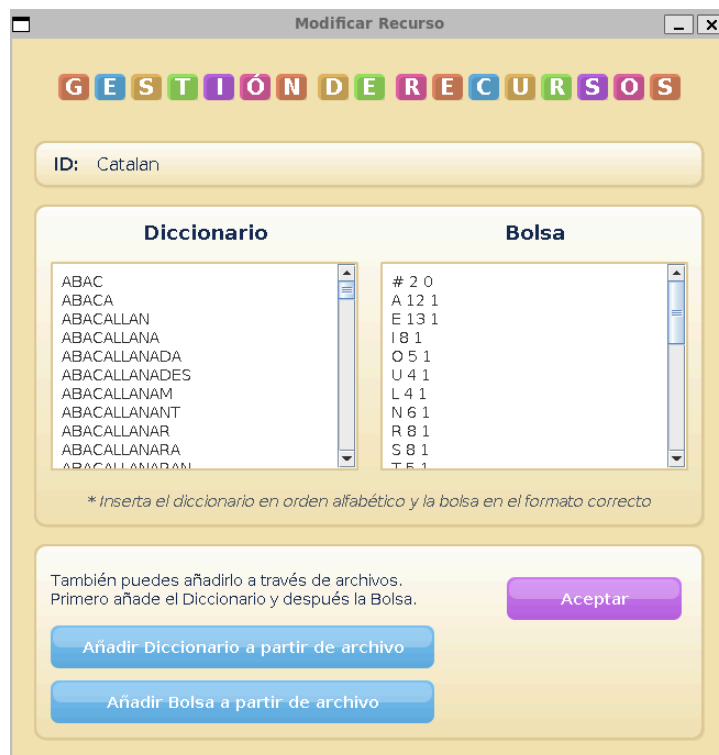 Modificar Recurso
GESTIÓN DE RECURSOS
ID: Catalan
Diccionario
ABAC
ABACA
ABACALLAN
ABACALLANA
ABACALLANADA
ABACALLANADES
ABACALLANAM
ABACALLANANT
ABACALLANAR
ABACALLANARA
ABACALLANARAN
Bolsa
# 2 0
A 12 1
E 13 1
I 8 1
O 5 1
U 4 1
L 4 1
N 6 1
R 8 1
S 8 1
T 5 1
* Inserta el diccionario en orden alfabético y la bolsa en el formato correcto
También puedes añadirlo a través de archivos.
Primero añade el Diccionario y después la Bolsa.
Aceptar
Añadir Diccionario a partir de archivo
Añadir Bolsa a partir de archivo